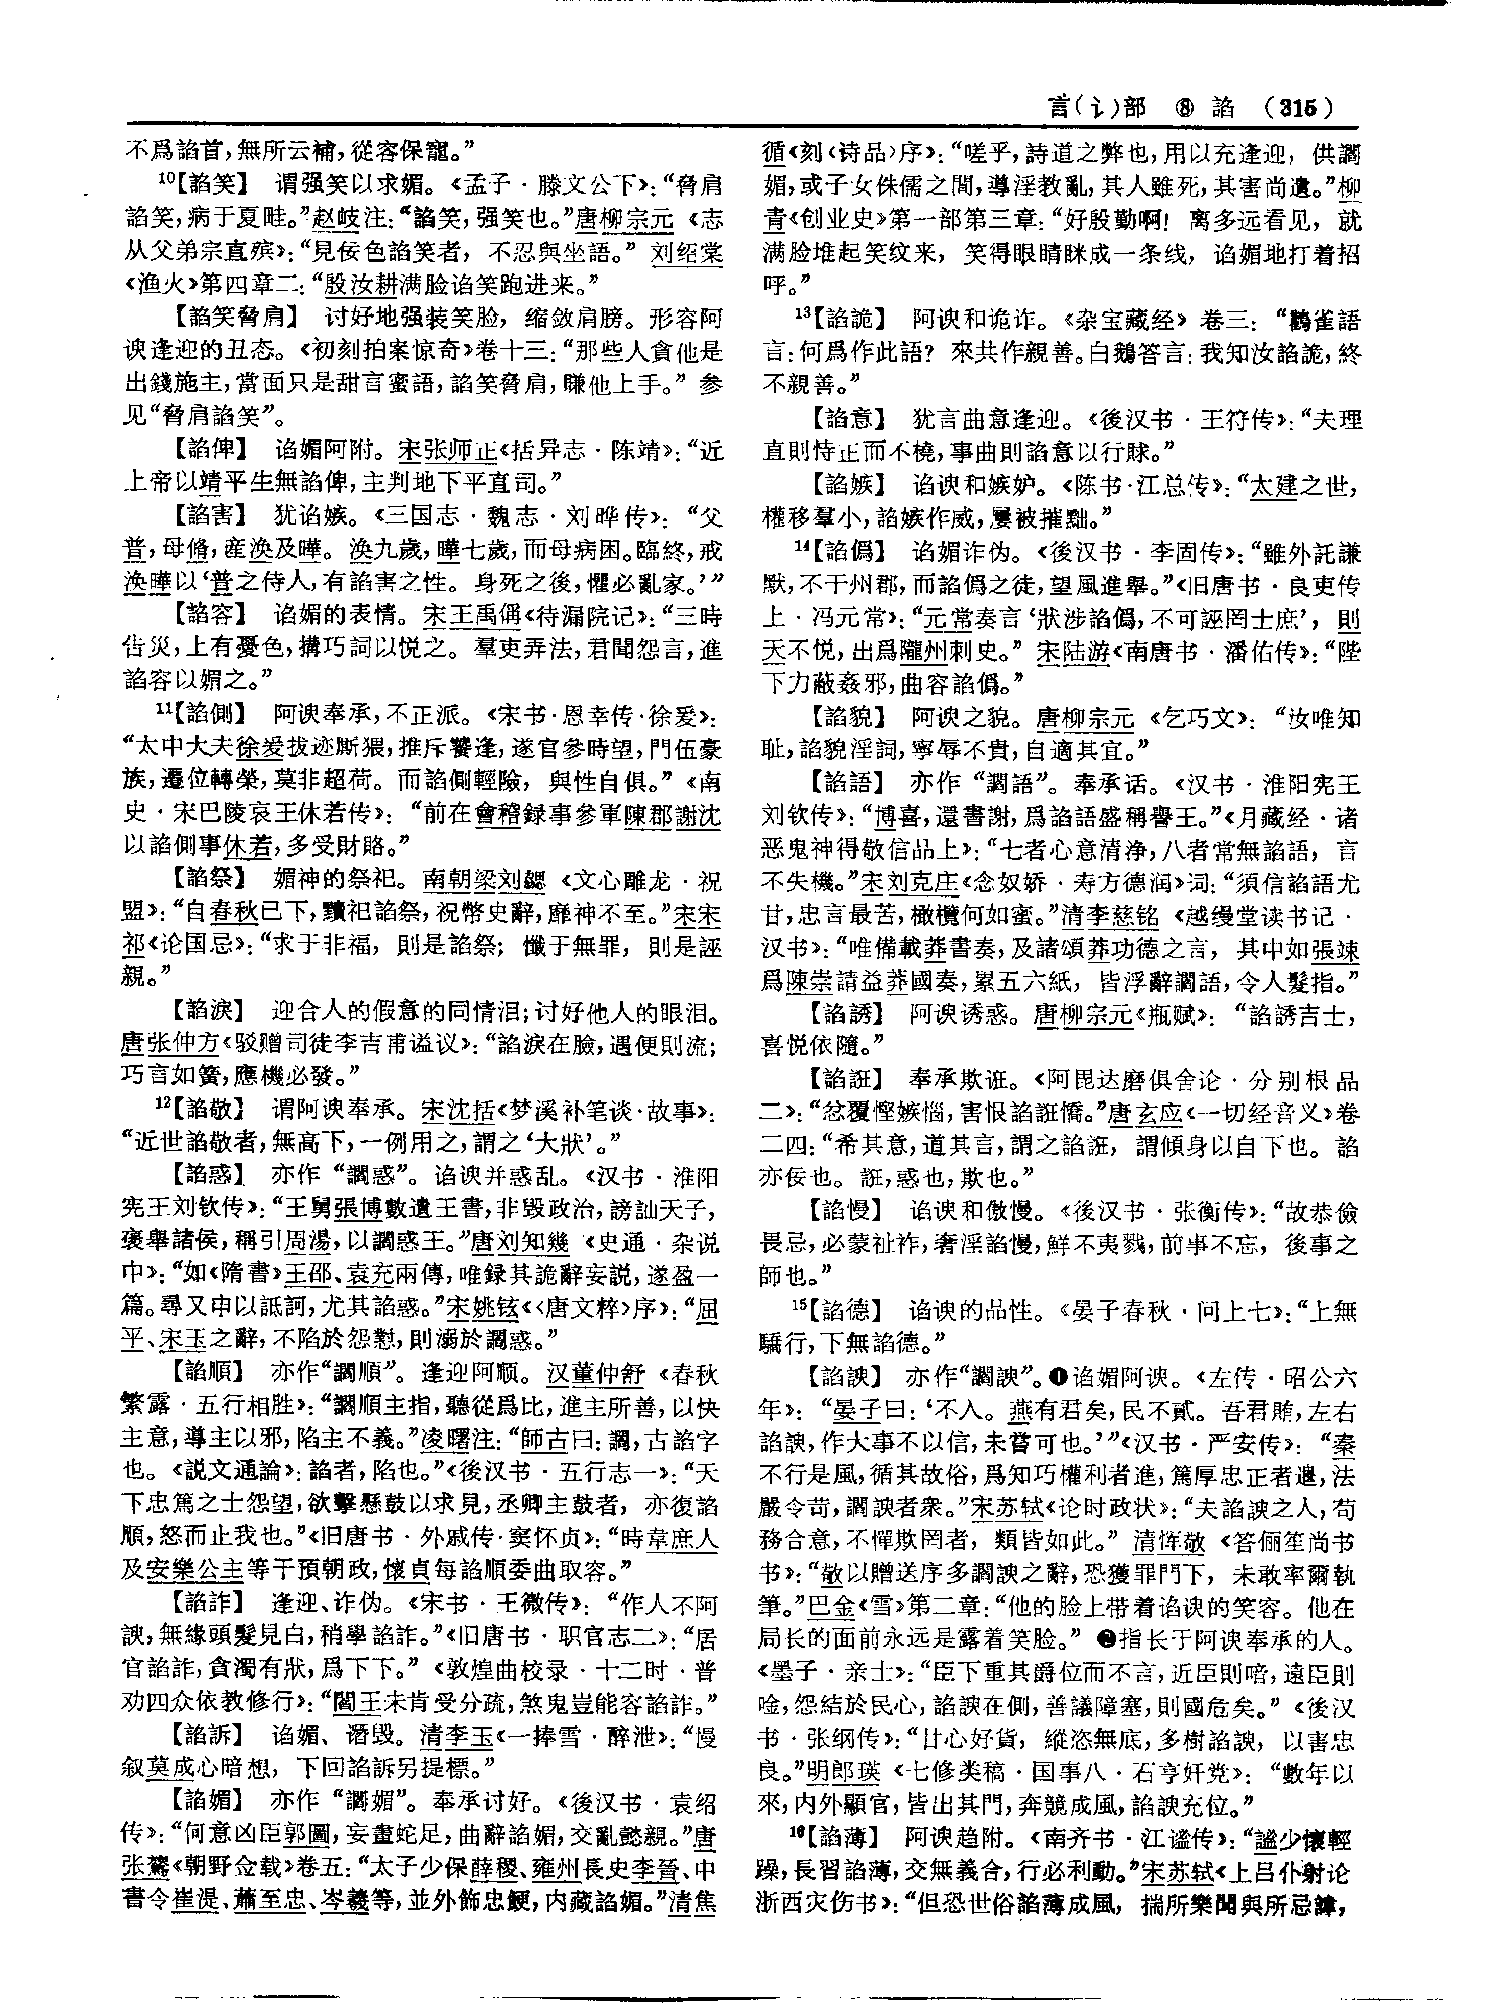 言(讠)部 ⑧ 諂 (315)
不爲諂首，無所云補，從容保寵。”
10【諂笑】 谓强笑以求媚。《孟子·滕文公下》：“脅肩
諂笑，病于夏畦。”赵岐注：“諂笑，强笑也。”唐柳宗元《志
从父弟宗直殡》：“見佞色諂笑者，不忍與坐語。” 刘绍棠
《渔火》第四章二：“殷汝耕满脸谄笑跑进来。”
【諂笑脅肩】 讨好地强装笑脸，缩敛肩膀。形容阿
谀逢迎的丑态。《初刻拍案惊奇》卷十三：“那些人貪他是
出錢施主，當面只是甜言蜜語，諂笑脅肩，賺他上手。” 参
见“脅肩諂笑”。
【諂俾】 谄媚阿附。宋张师正《括异志·陈靖》：“近
上帝以靖平生無諂俾，主判地下平直司。”
【諂害】 犹谄嫉。《三国志·魏志·刘晔传》：“父
普，母脩，産涣及曄。涣九歲，曄七歲，而母病困。臨終，戒
涣曄以‘普之侍人，有諂害之性。身死之後，懼必亂家。’”
【諂容】 谄媚的表情。宋王禹偁《待漏院记》：“三時
告災，上有憂色，搆巧詞以悦之。羣吏弄法，君聞怨言，進
諂容以媚之。”
11【諂側】 阿谀奉承，不正派。《宋书·恩幸传·徐爰》：
“太中大夫徐爰拔迹厮猥，推斥饕逢，遂官參時望，門伍豪
族，遷位轉榮，莫非超荷。而諂側輕險，與性自俱。”《南
史·宋巴陵哀王休若传》：“前在會稽録事參軍陳郡謝沈
以諂側事休若，多受財賂。”
【諂祭】 媚神的祭祀。南朝梁刘勰《文心雕龙·祝
盟》：“自春秋已下，黷祀諂祭，祝幣史辭，靡神不至。”宋宋
祁《论国忌》：“求于非福，則是諂祭；懺于無罪，則是誣
親。”
【諂淚】 迎合人的假意的同情泪；讨好他人的眼泪。
唐张仲方《驳赠司徒李吉甫谥议》：“諂淚在臉，遇便則流；
巧言如簧，應機必發。”
12【諂敬】 谓阿谀奉承。宋沈括《梦溪补笔谈·故事》：
“近世諂敬者，無高下，一例用之，謂之‘大狀’。”
【諂惑】 亦作“讇惑”。谄谀并惑乱。《汉书·淮阳
宪王刘钦传》：“王舅張博數遺王書，非毁政治，謗訕天子，
褒舉諸侯，稱引周湯，以讇惑王。”唐刘知幾《史通·杂说
中》：“如《隋書》王邵、袁充兩傳，唯録其詭辭妄説，遂盈一
篇。尋又申以詆訶，尤其諂惑。”宋姚铉《〈唐文粹〉序》：“屈
平、宋玉之辭，不陷於怨懟，則溺於讇惑。”
【諂順】 亦作“讇順”。逢迎阿顺。汉董仲舒《春秋
繁露·五行相胜》：“讇順主指，聽從爲比，進主所善，以快
主意，導主以邪，陷主不義。”凌曙注：“師古曰：讇，古諂字
也。《説文通論》：諂者，陷也。”《後汉书·五行志一》：“天
下忠篤之士怨望，欲擊懸鼓以求見，丞卿主鼓者，亦復諂
順，怒而止我也。”《旧唐书·外戚传·窦怀贞》：“時韋庶人
及安樂公主等干預朝政，懷貞每諂順委曲取容。”
【諂詐】 逢迎、诈伪。《宋书·王微传》：“作人不阿
諛，無緣頭髮見白，稍學諂詐。”《旧唐书·职官志二》：“居
官諂詐，貪濁有狀，爲下下。”《敦煌曲校录·十二时·普
劝四众依教修行》：“閻王未肯受分疏，煞鬼豈能容諂詐。”
【諂訴】 谄媚、谮毁。清李玉《一捧雪·醉泄》：“慢
叙莫成心暗想，下回諂訴另提標。”
【諂媚】 亦作“讇媚”。奉承讨好。《後汉书·袁绍
传》：“何意凶臣郭圖，妄畫蛇足，曲辭諂媚，交亂懿親。”唐
张鷟《朝野佥载》卷五：“太子少保薛稷、雍州長史李晉、中
書令崔湜、蕭至忠、岑羲等，並外飾忠鯁，内藏諂媚。”清焦
循《刻〈诗品〉序》：“嗟乎，詩道之弊也，用以充逢迎，供讇
媚，或子女侏儒之間，導淫教亂，其人雖死，其害尚遺。”柳
青《创业史》第一部第三章：“好殷勤啊！离多远看见，就
满脸堆起笑纹来，笑得眼睛眯成一条线，谄媚地打着招
呼。”
13【諂詭】 阿谀和诡诈。《杂宝藏经》卷三：“鸛雀語
言：何爲作此語？來共作親善。白鵝答言：我知汝諂詭，終
不親善。”
【諂意】 犹言曲意逢迎。《後汉书·王符传》：“夫理
直則恃正而不橈，事曲則諂意以行賕。”
【諂嫉】 谄谀和嫉妒。《陈书·江总传》：“太建之世，
權移羣小，諂嫉作威，屢被摧黜。”
14【諂僞】 谄媚诈伪。《後汉书·李固传》：“雖外託謙
默，不干州郡，而諂僞之徒，望風進舉。”《旧唐书·良吏传
上·冯元常》：“元常奏言‘狀涉諂僞，不可誣罔士庶’，則
天不悦，出爲隴州刺史。” 宋陆游《南唐书·潘佑传》：“陛
下力蔽姦邪，曲容諂僞。”
【諂貌】 阿谀之貌。唐柳宗元《乞巧文》：“汝唯知
耻，諂貌淫詞，寧辱不貴，自適其宜。”
【諂語】 亦作“讇語”。奉承话。《汉书·淮阳宪王
刘钦传》：“博喜，還書謝，爲諂語盛稱譽王。”《月藏经·诸
恶鬼神得敬信品上》：“七者心意清浄，八者常無諂語，言
不失機。”宋刘克庄《念奴娇·寿方德润》词：“須信諂語尤
甘，忠言最苦，橄欖何如蜜。”清李慈铭《越缦堂读书记·
汉书》：“唯備載莽書奏，及諸頌莽功德之言，其中如張竦
爲陳崇請益莽國奏，累五六紙，皆浮辭讇語，令人髮指。”
【諂誘】 阿谀诱惑。唐柳宗元《瓶赋》：“諂誘吉士，
喜悦依隨。”
【諂誑】 奉承欺诳。《阿毘达磨俱舍论·分别根品
二》：“忿覆慳嫉惱，害恨諂誑憍。”唐玄应《一切经音义》卷
二四：“希其意，道其言，謂之諂誑，謂傾身以自下也。諂
亦佞也。誑，惑也，欺也。”
【諂慢】 谄谀和傲慢。《後汉书·张衡传》：“故恭儉
畏忌，必蒙祉祚，奢淫諂慢，鮮不夷戮，前事不忘，後事之
師也。”
15【諂德】 谄谀的品性。《晏子春秋·问上七》：“上無
驕行，下無諂德。”
【諂諛】 亦作“讇諛”。❶谄媚阿谀。《左传·昭公六
年》：“晏子曰：‘不入。燕有君矣，民不貳。吾君賄，左右
諂諛，作大事不以信，未嘗可也。’”《汉书·严安传》：“秦
不行是風，循其故俗，爲知巧權利者進，篤厚忠正者退，法
嚴令苛，讇諛者衆。”宋苏轼《论时政状》：“夫諂諛之人，苟
務合意，不憚欺罔者，類皆如此。” 清恽敬《答俪笙尚书
书》：“敬以贈送序多讇諛之辭，恐獲罪門下，未敢率爾執
筆。”巴金《雪》第二章：“他的脸上带着谄谀的笑容。他在
局长的面前永远是露着笑脸。” ❷指长于阿谀奉承的人。
《墨子·亲士》：“臣下重其爵位而不言，近臣則喑，遠臣則
唫，怨結於民心，諂諛在側，善議障塞，則國危矣。”《後汉
书·张纲传》：“甘心好貨，縱恣無底，多樹諂諛，以害忠
良。”明郎瑛《七修类稿·国事八·石亨奸党》：“數年以
來，内外顯官，皆出其門，奔競成風，諂諛充位。”
16【諂薄】 阿谀趋附。《南齐书·江谧传》：“謐少懷輕
躁，長習諂薄，交無義合，行必利動。”宋苏轼《上吕仆射论
浙西灾伤书》：“但恐世俗諂薄成風，揣所樂聞與所忌諱，